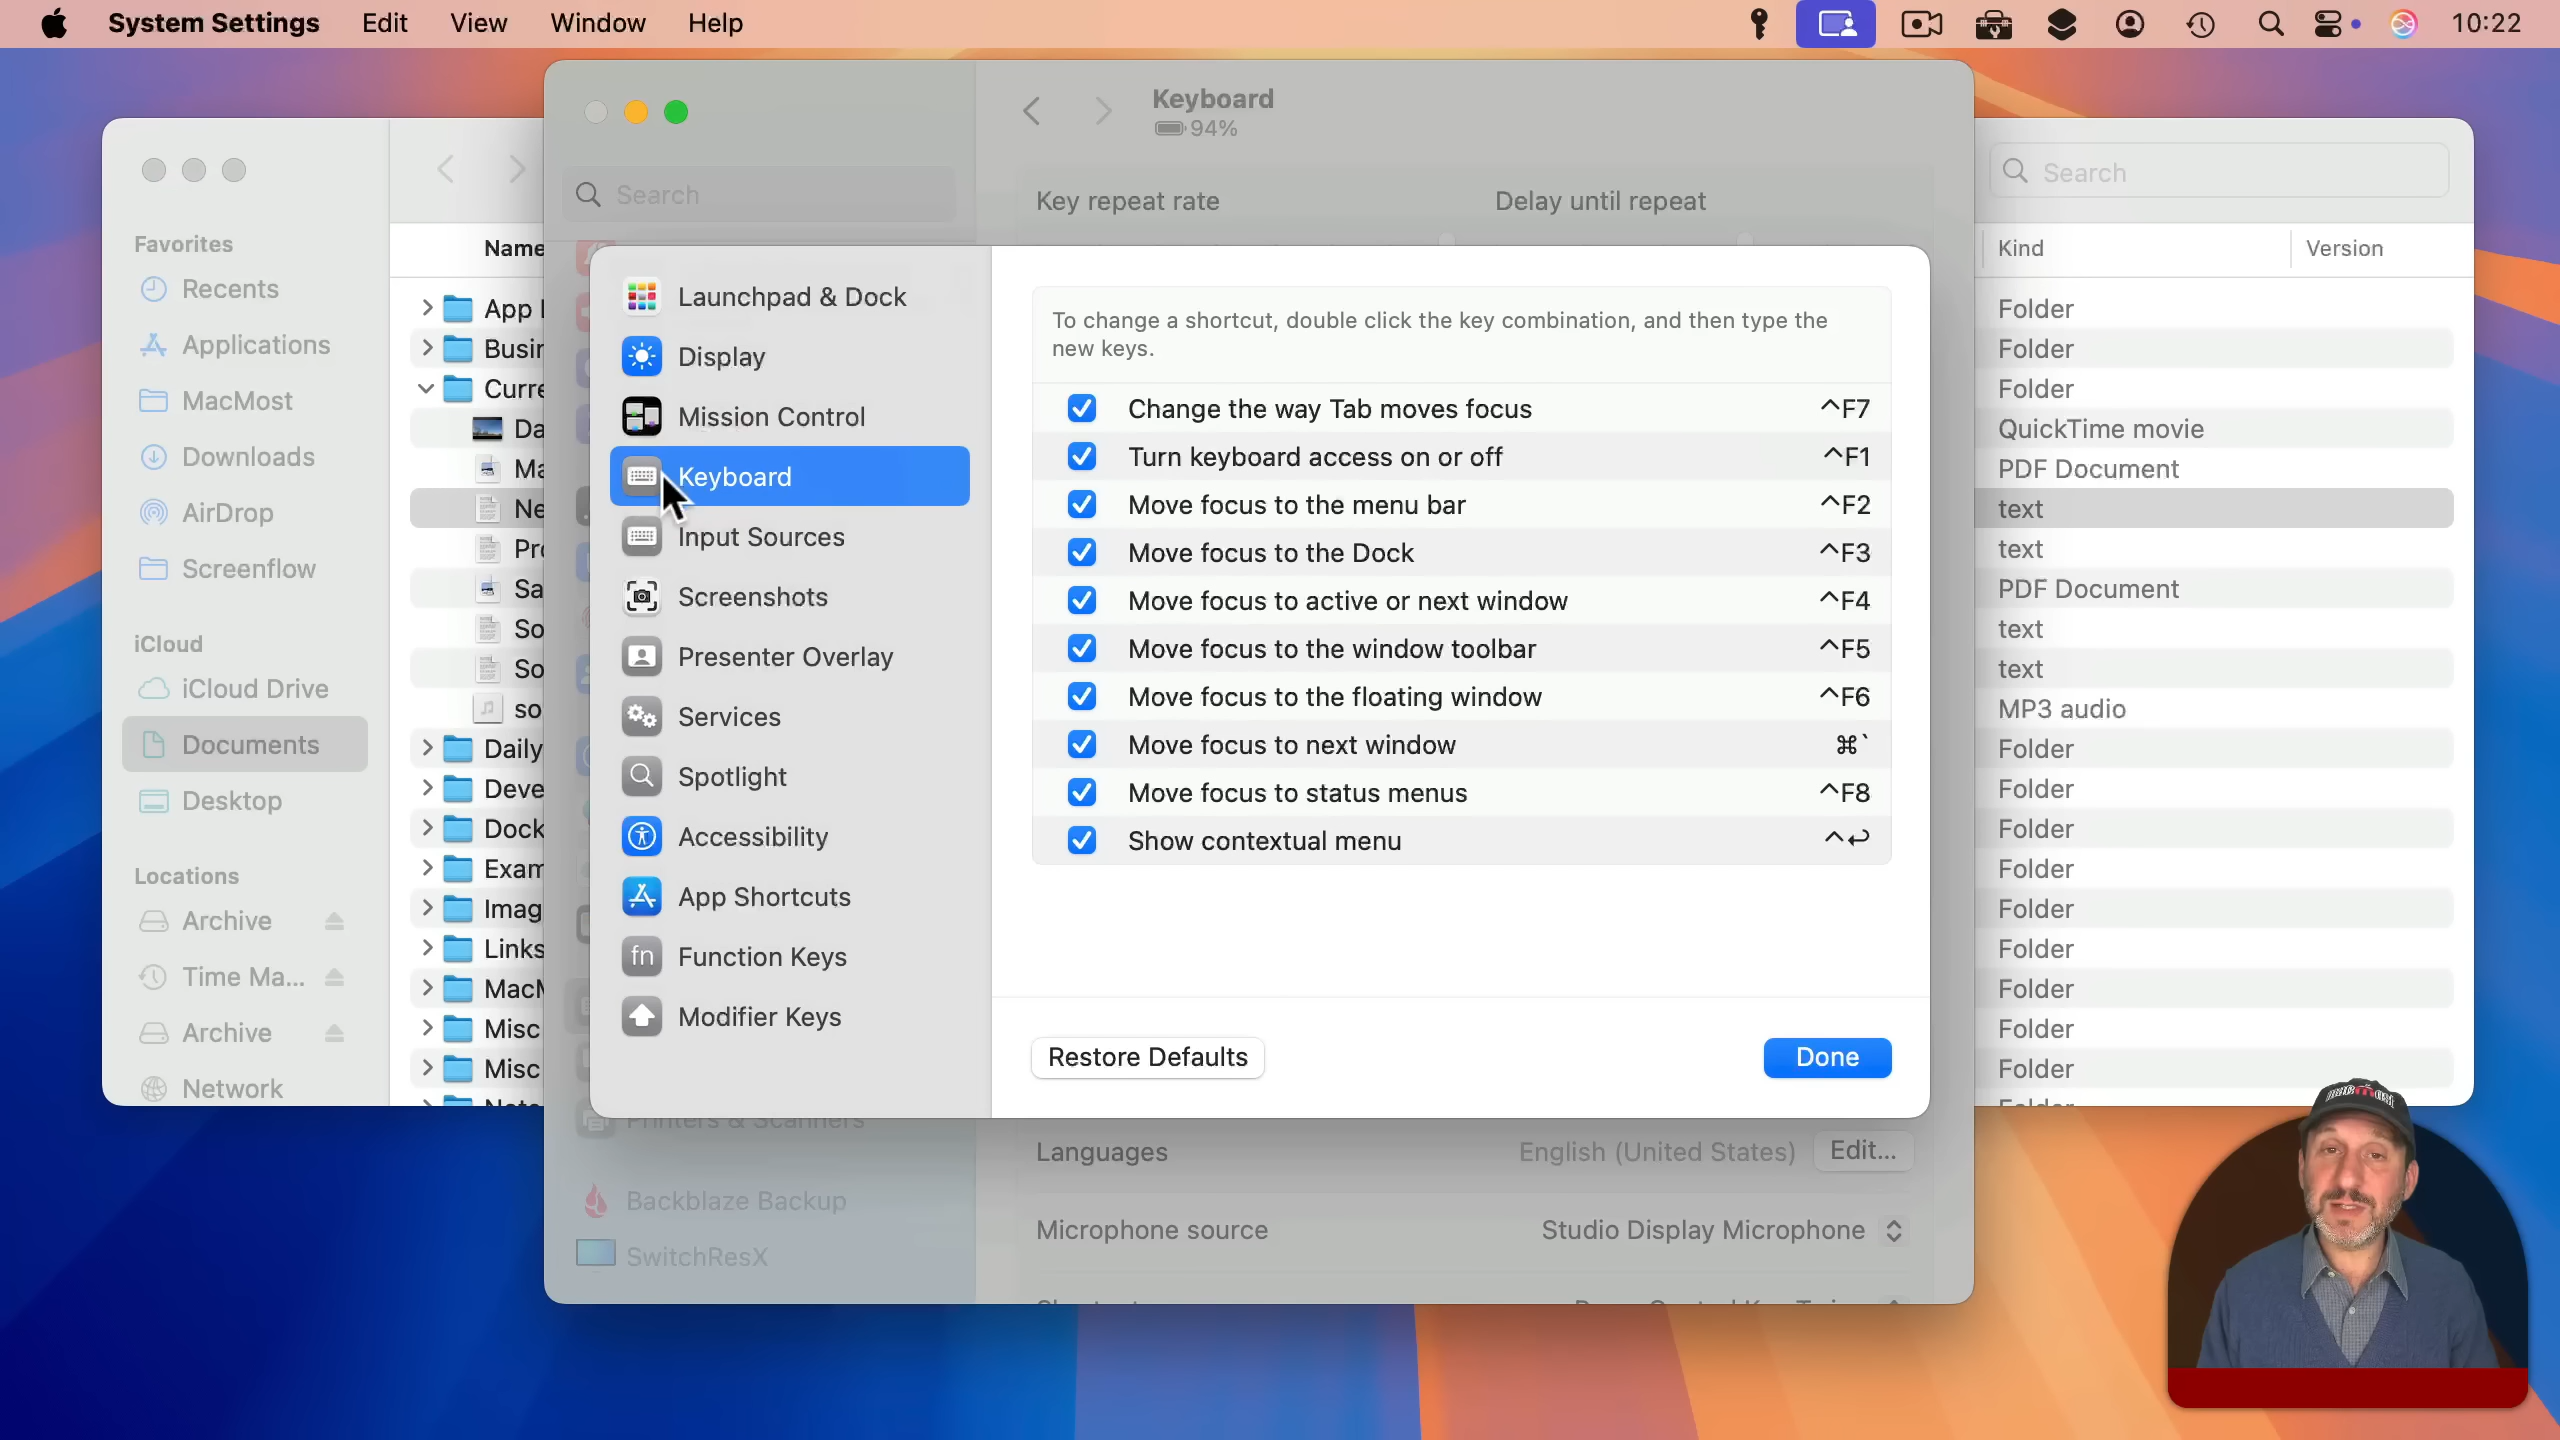 System Settings Edit View Window Help 10:22
Keyboard
94%
Search
Key repeat rate Delay until repeat
Search
Favorites
Recents
Applications
MacMost
Downloads
AirDrop
Screenflow
iCloud
iCloud Drive
Documents
Desktop
Locations
Archive
Time Ma...
Archive
Network
Name
App
Busin
Curre
Da
Ma
Ne
Pro
Sa
So
So
so
Daily
Deve
Dock
Exam
Imag
Links
MacM
Misc
Misc
Launchpad & Dock
Display
Mission Control
Keyboard
Input Sources
Screenshots
Presenter Overlay
Services
Spotlight
Accessibility
App Shortcuts
fn Function Keys
Modifier Keys
To change a shortcut, double click the key combination, and then type the
new keys.
Change the way Tab moves focus ^F7
Turn keyboard access on or off ^F1
Move focus to the menu bar ^F2
Move focus to the Dock ^F3
Move focus to active or next window ^F4
Move focus to the window toolbar ^F5
Move focus to the floating window ^F6
Move focus to next window ⌘`
Move focus to status menus ^F8
Show contextual menu ^↩
Restore Defaults Done
Printers & Scanners
Backblaze Backup
SwitchResX
Languages English (United States) Edit...
Microphone source Studio Display Microphone
Kind Version
Folder
Folder
Folder
QuickTime movie
PDF Document
text
text
PDF Document
text
text
MP3 audio
Folder
Folder
Folder
Folder
Folder
Folder
Folder
Folder
Folder